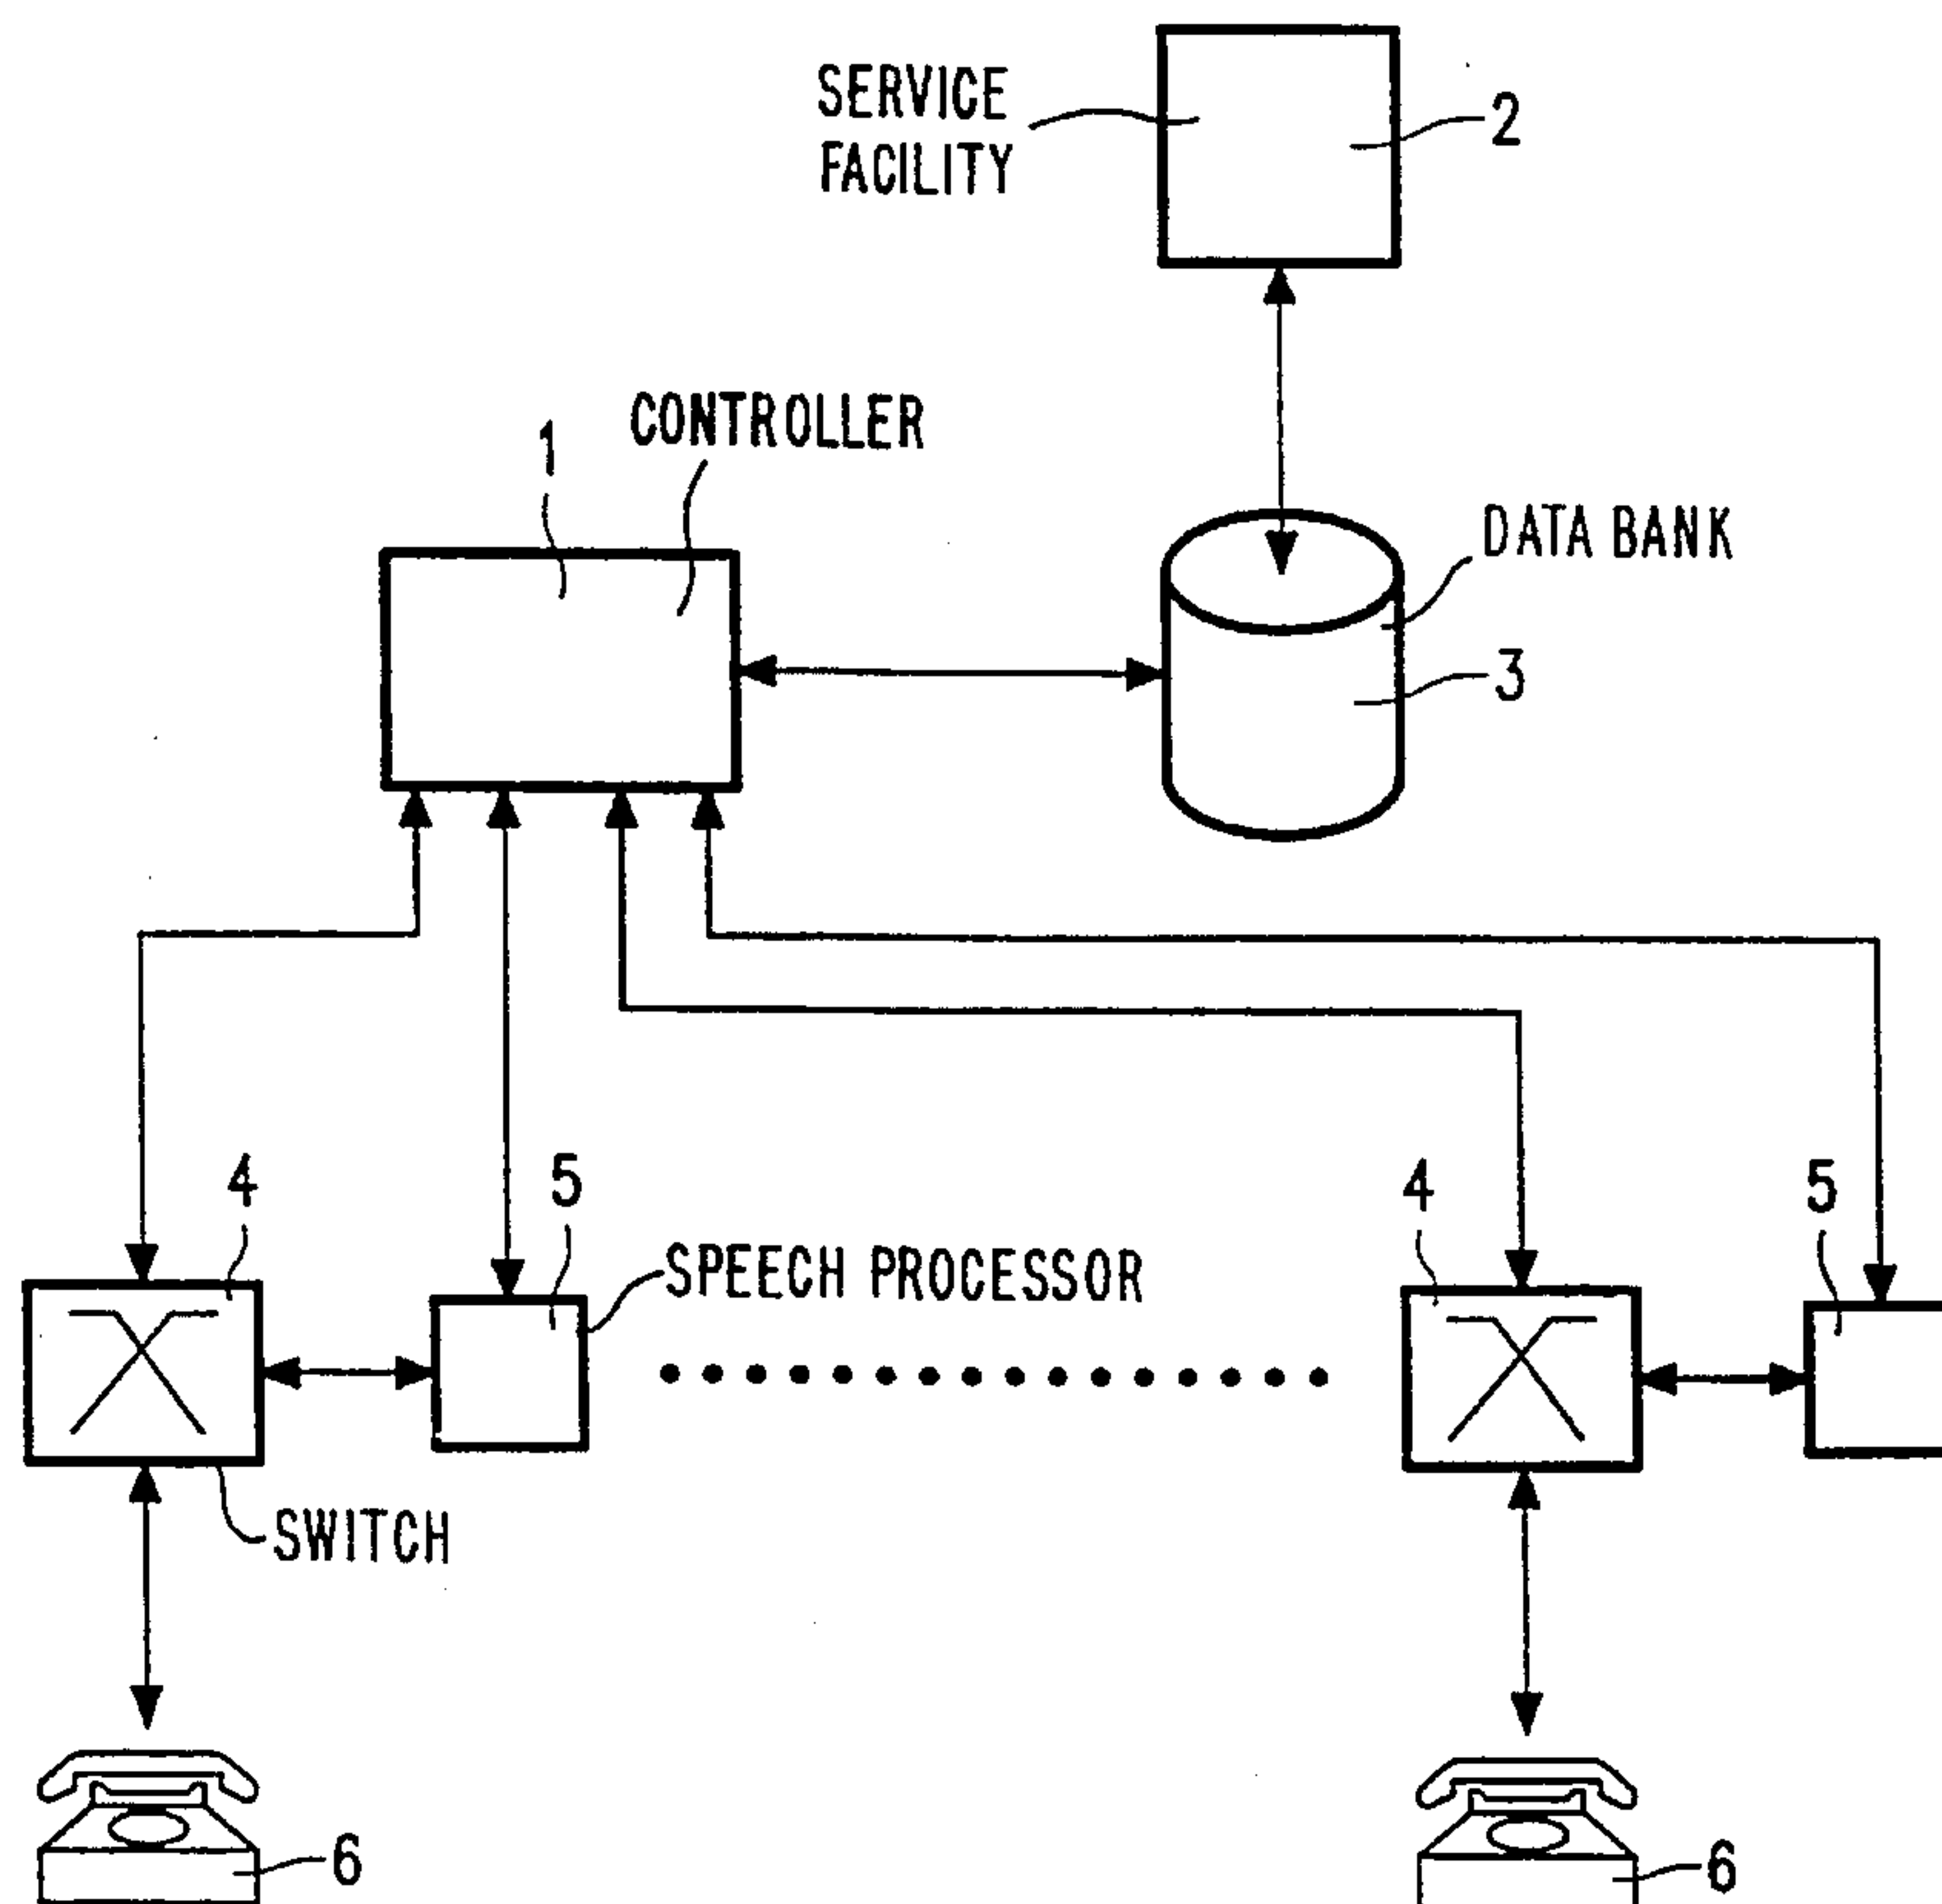 SERVICE
FACILITY
2
1
CONTROLLER
DATA BANK
3
4
5
SPEECH PROCESSOR
4
5
SWITCH
6
6